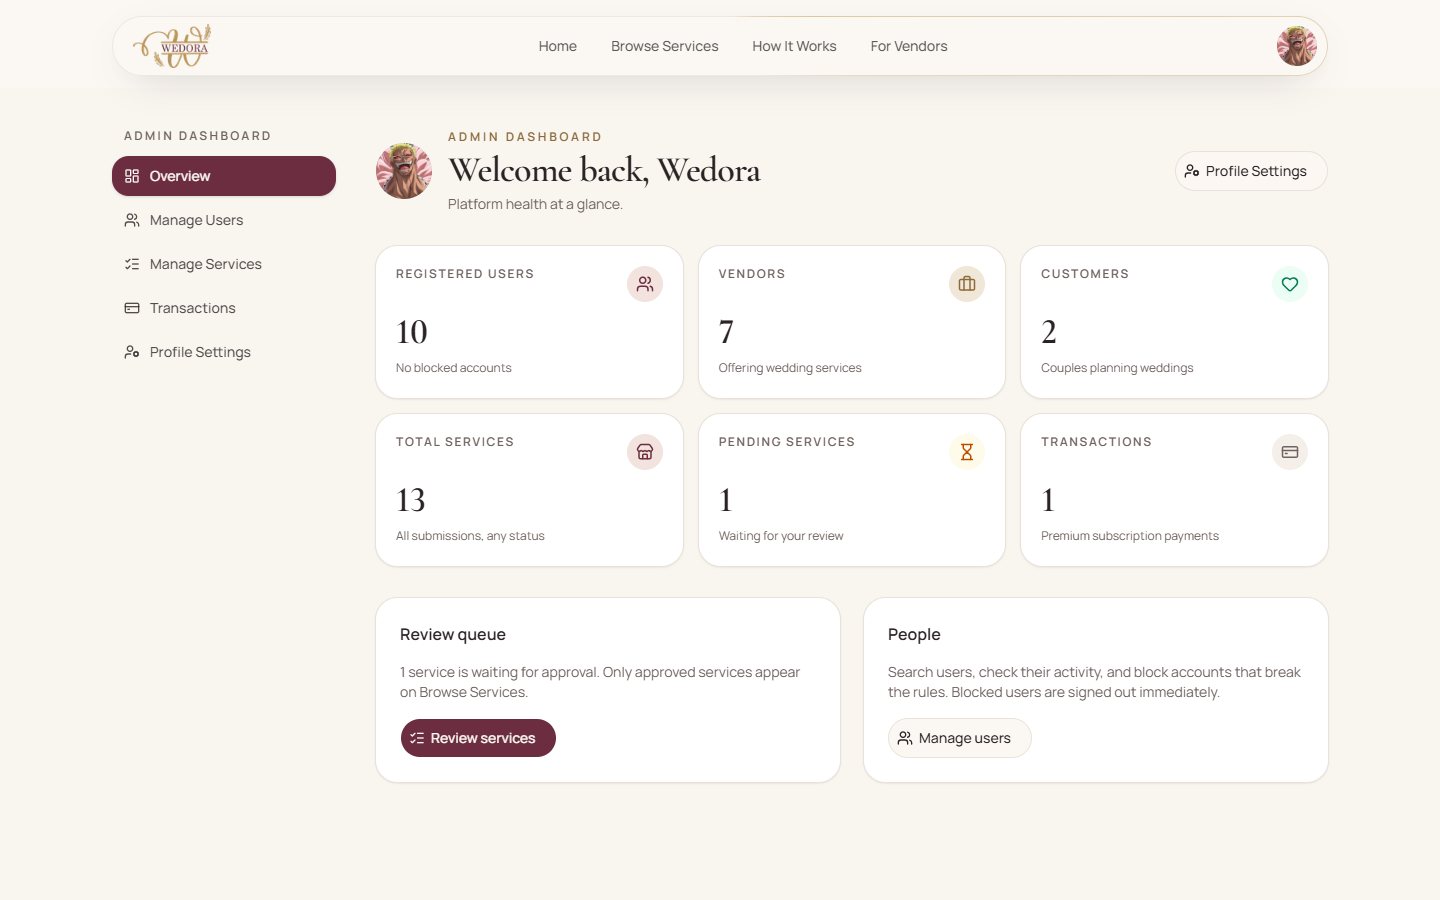 WEDORA
Home
Browse Services
How It Works
For Vendors
ADMIN DASHBOARD
Overview
Manage Users
Manage Services
Transactions
Profile Settings
ADMIN DASHBOARD
Welcome back, Wedora
Platform health at a glance.
Profile Settings
REGISTERED USERS
10
No blocked accounts
VENDORS
7
Offering wedding services
CUSTOMERS
2
Couples planning weddings
TOTAL SERVICES
13
All submissions, any status
PENDING SERVICES
1
Waiting for your review
TRANSACTIONS
1
Premium subscription payments
Review queue
1 service is waiting for approval. Only approved services appear
on Browse Services.
Review services
People
Search users, check their activity, and block accounts that break
the rules. Blocked users are signed out immediately.
Manage users